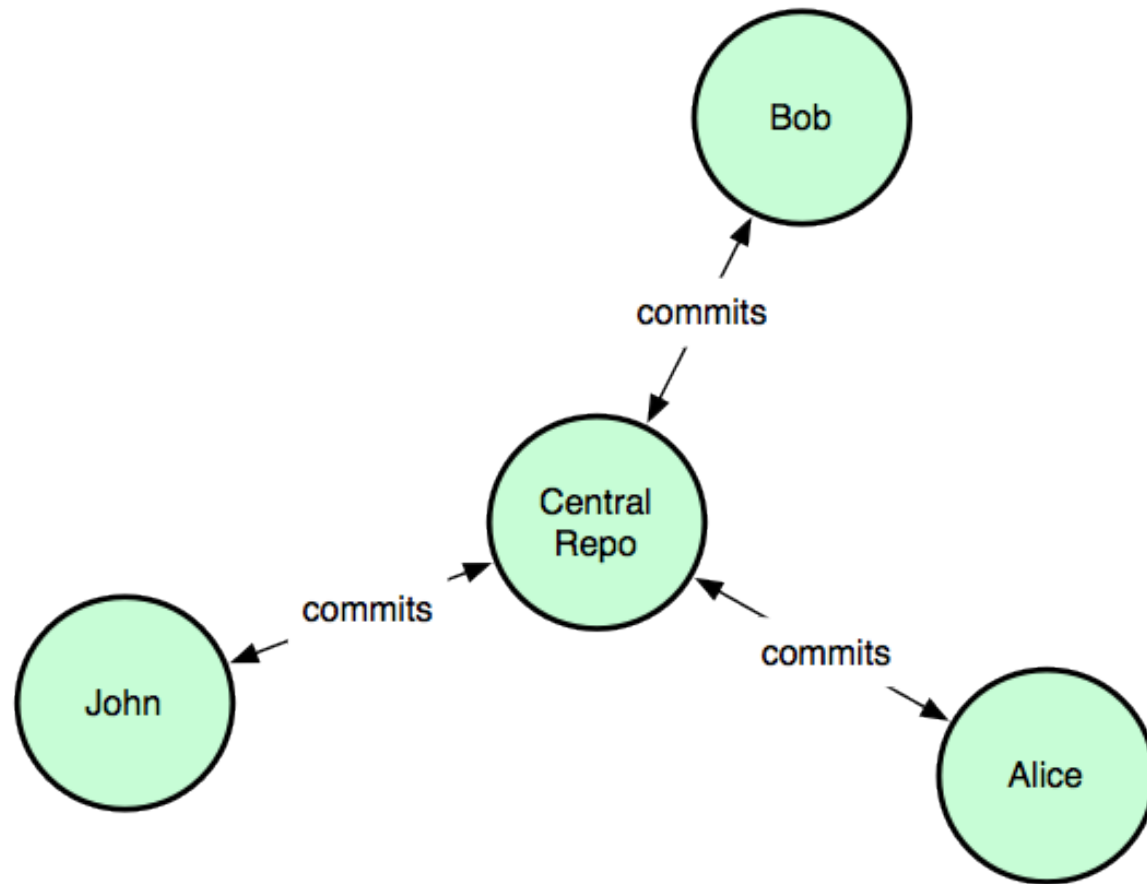 Bob
commits
Central
Repo
commits
commits
John
Alice